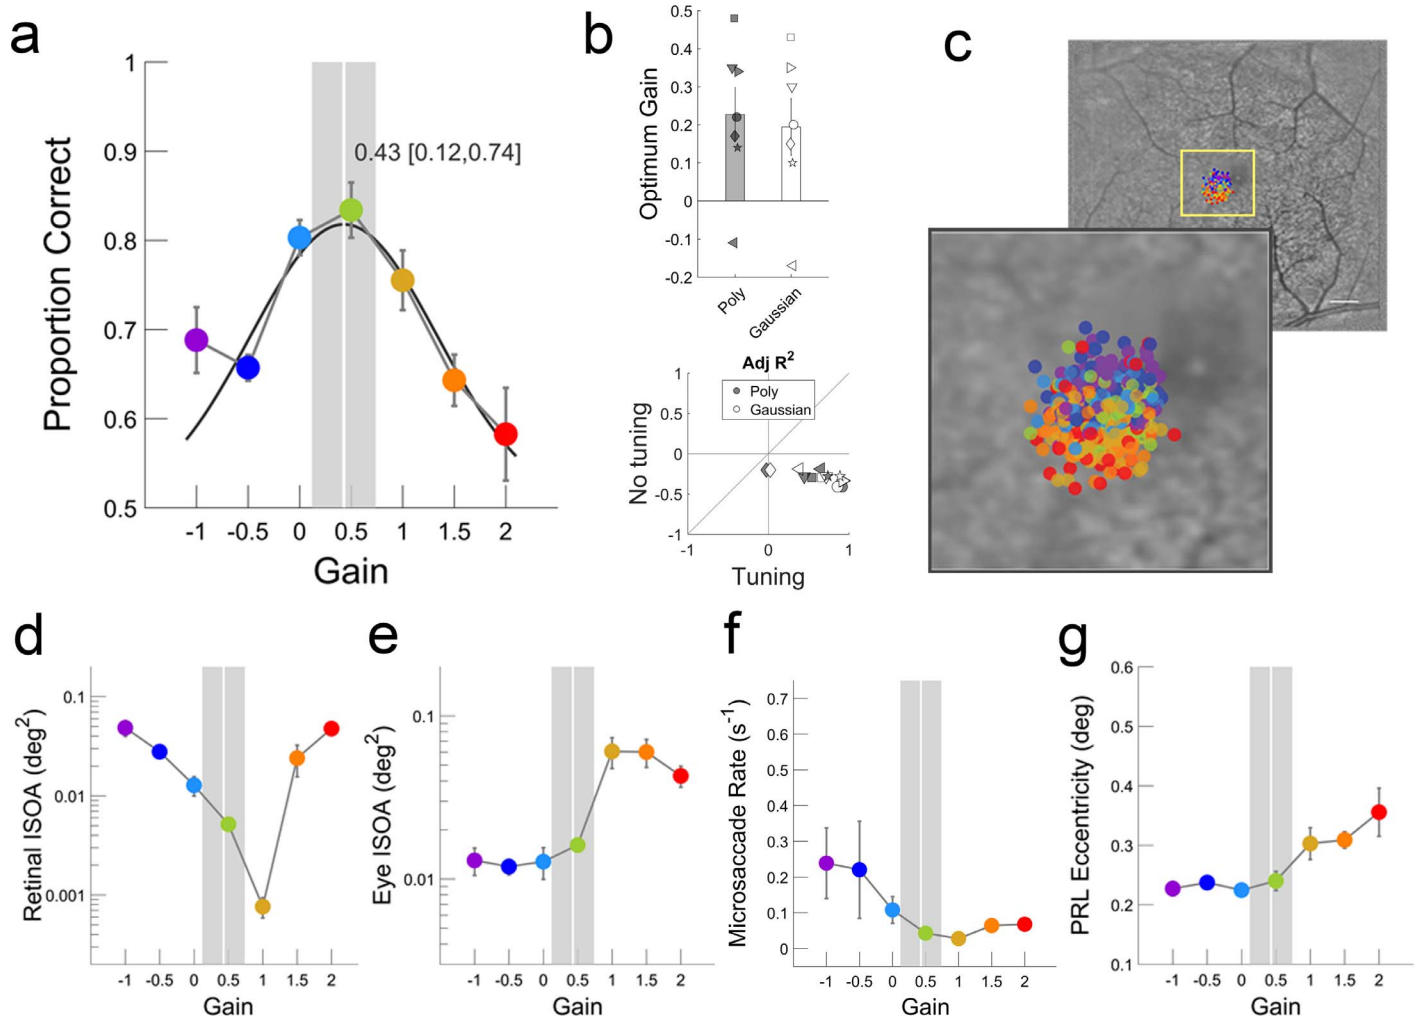 a
Proportion Correct
1
0.9
0.8
0.7
0.6
0.5
0.43 [0.12,0.74]
-1 -0.5 0 0.5 1 1.5 2
Gain
b
Optimum Gain
0.5
0.4
0.3
0.2
0.1
0
-0.1
-0.2
Poly
Gaussian
Adj R²
No tuning
1
0.5
0
-0.5
-1
Poly
Gaussian
-1 0 1
Tuning
c
d
Retinal ISOA (deg²)
0.1
0.01
0.001
-1 -0.5 0 0.5 1 1.5 2
Gain
e
Eye ISOA (deg²)
0.1
0.01
-1 -0.5 0 0.5 1 1.5 2
Gain
f
Microsaccade Rate (s⁻¹)
0.7
0.6
0.5
0.4
0.3
0.2
0.1
0
-1 -0.5 0 0.5 1 1.5 2
Gain
g
PRL Eccentricity (deg)
0.6
0.5
0.4
0.3
0.2
0.1
-1 -0.5 0 0.5 1 1.5 2
Gain